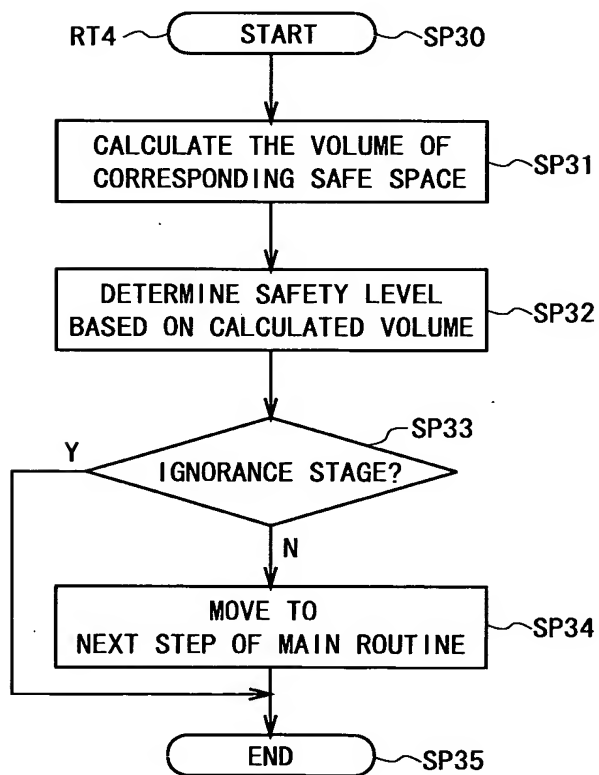 RT4 START SP30
CALCULATE THE VOLUME OF
CORRESPONDING SAFE SPACE
SP31
DETERMINE SAFETY LEVEL
BASED ON CALCULATED VOLUME
SP32
SP33
Y
IGNORANCE STAGE?
N
MOVE TO
NEXT STEP OF MAIN ROUTINE
SP34
END SP35